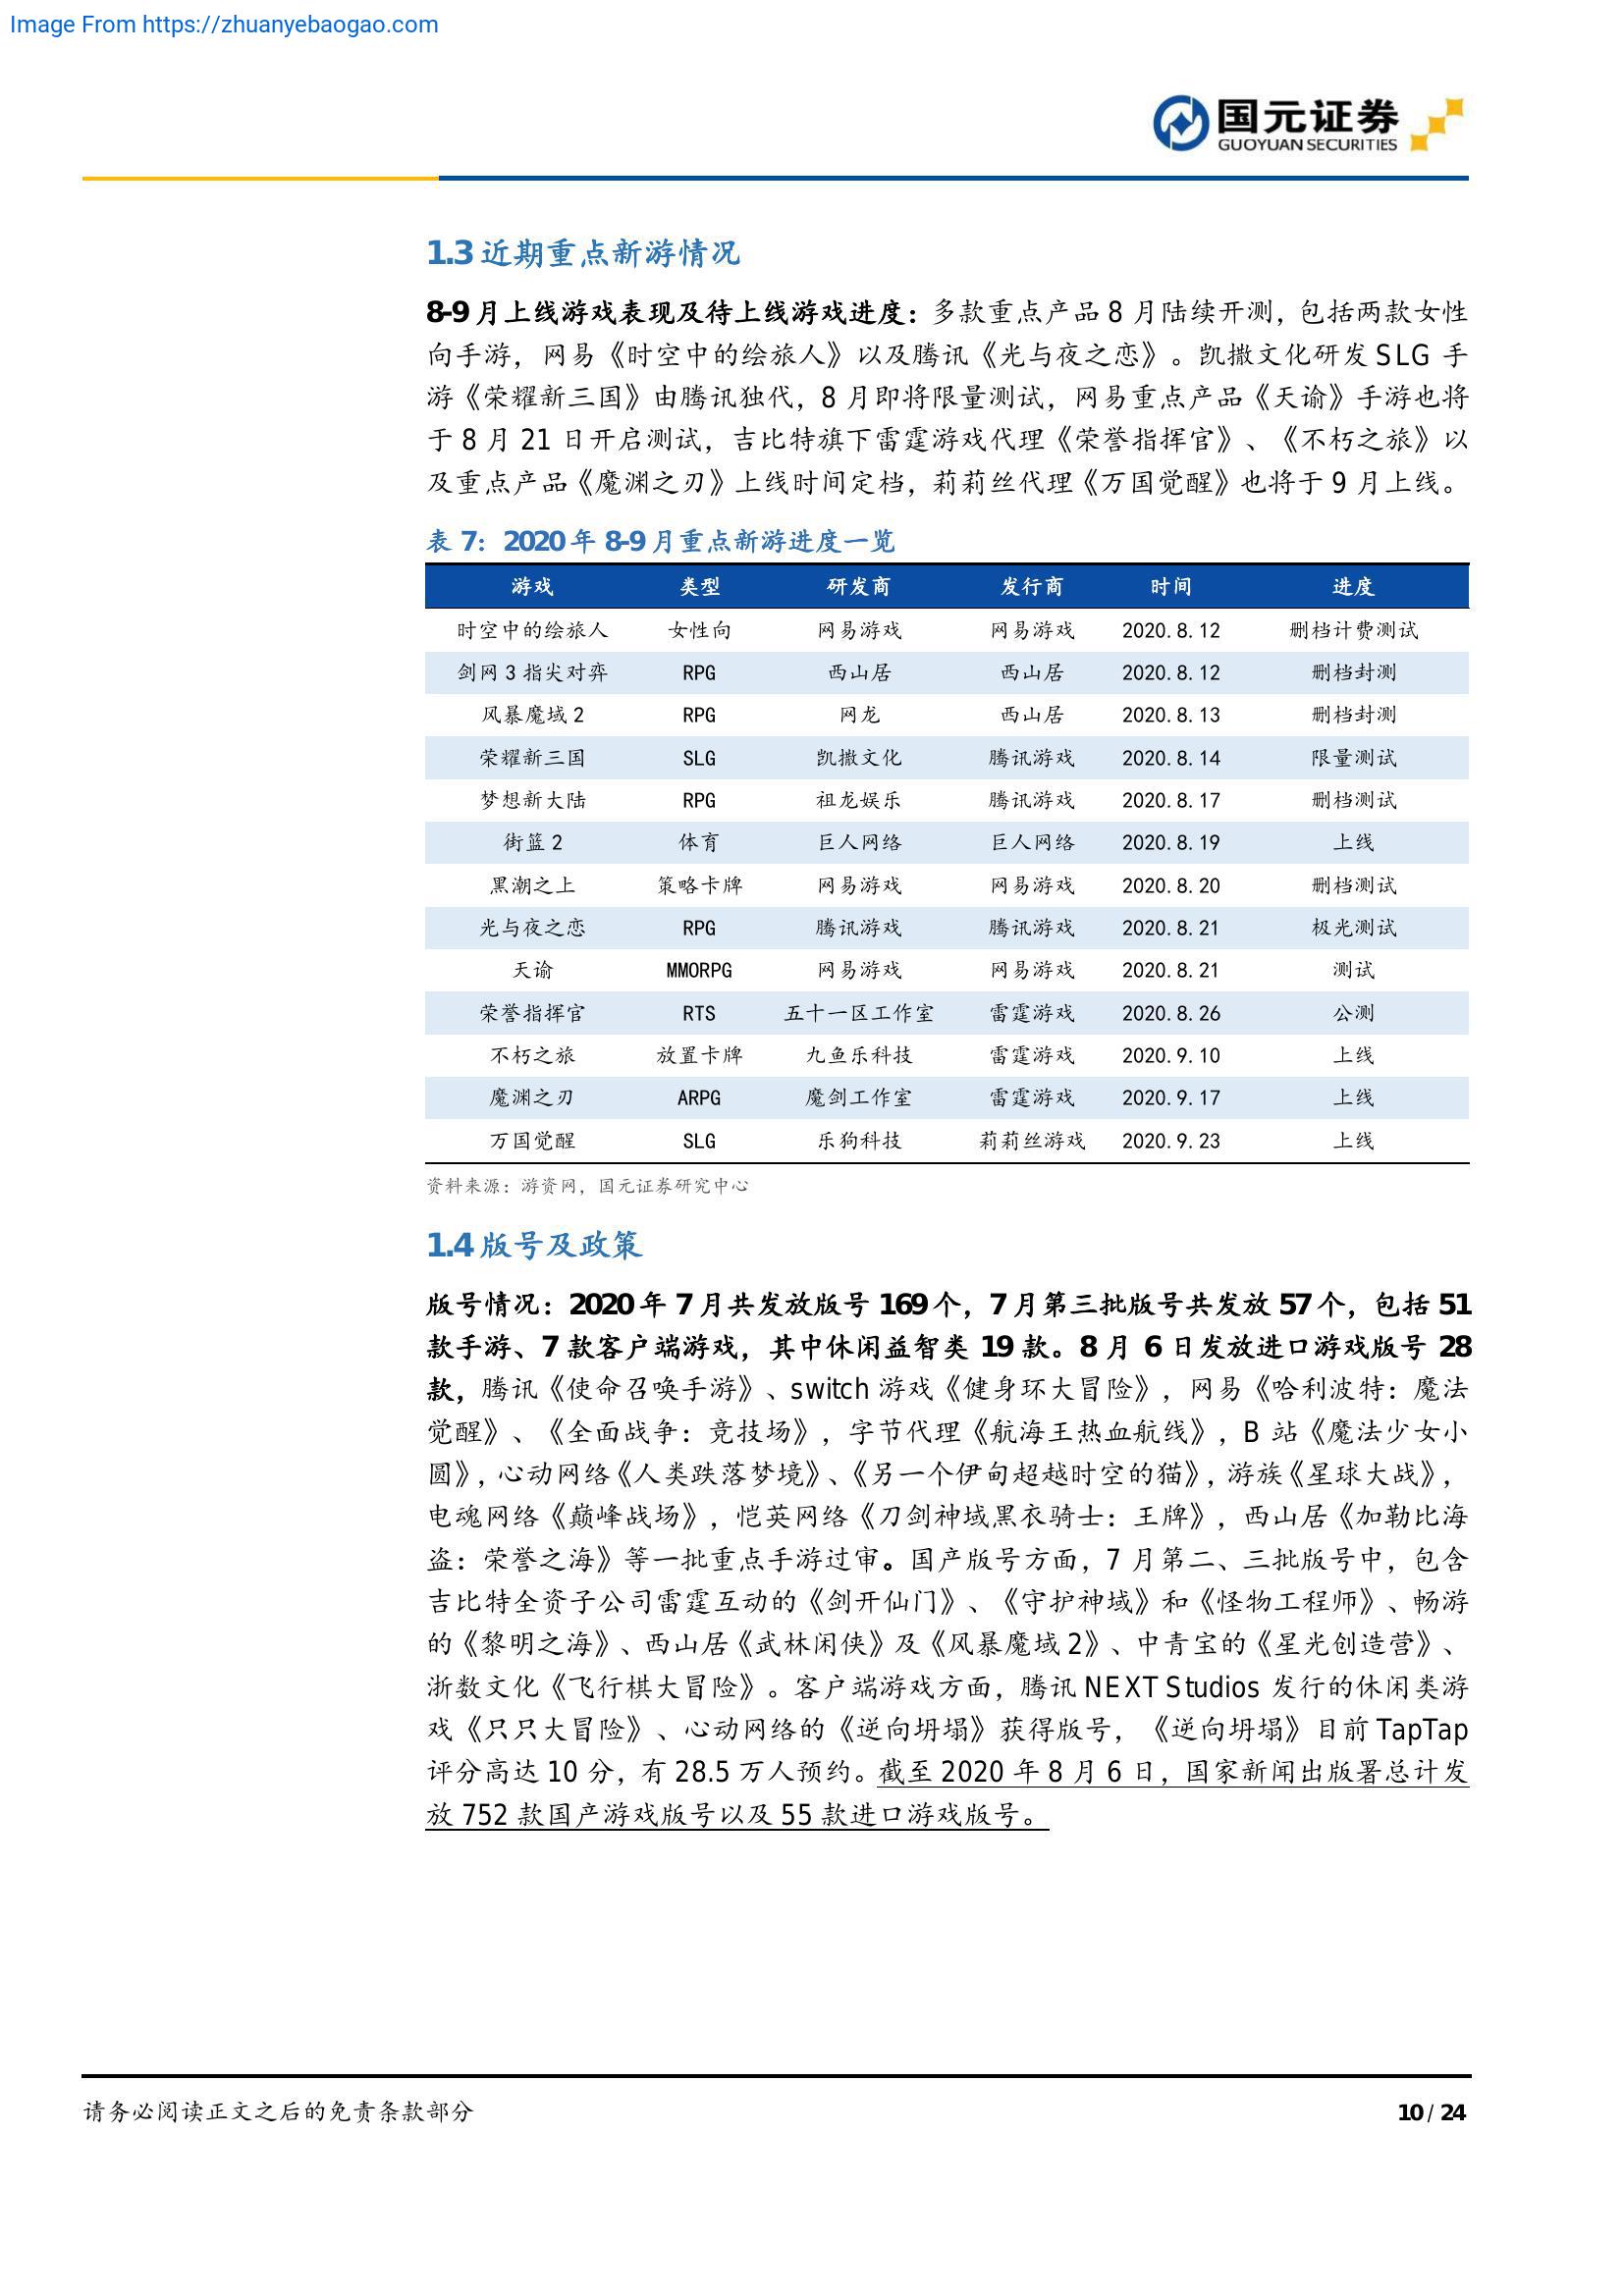 Image From https://zhuanyebaogao.com
国元证券
GUOYUAN SECURITIES
1.3 近期重点新游情况
8-9 月上线游戏表现及待上线游戏进度：多款重点产品 8 月陆续开测，包括两款女性
向手游，网易《时空中的绘旅人》以及腾讯《光与夜之恋》。凯撒文化研发 SLG 手
游《荣耀新三国》由腾讯独代，8 月即将限量测试，网易重点产品《天谕》手游也将
于 8 月 21 日开启测试，吉比特旗下雷霆游戏代理《荣誉指挥官》、《不朽之旅》以
及重点产品《魔渊之刃》上线时间定档，莉莉丝代理《万国觉醒》也将于 9 月上线。
表 7：2020 年 8-9 月重点新游进度一览
游戏 类型 研发商 发行商 时间 进度
时空中的绘旅人 女性向 网易游戏 网易游戏 2020.8.12 删档计费测试
剑网 3 指尖对弈 RPG 西山居 西山居 2020.8.12 删档封测
风暴魔域 2 RPG 网龙 西山居 2020.8.13 删档封测
荣耀新三国 SLG 凯撒文化 腾讯游戏 2020.8.14 限量测试
梦想新大陆 RPG 祖龙娱乐 腾讯游戏 2020.8.17 删档测试
街篮 2 体育 巨人网络 巨人网络 2020.8.19 上线
黑潮之上 策略卡牌 网易游戏 网易游戏 2020.8.20 删档测试
光与夜之恋 RPG 腾讯游戏 腾讯游戏 2020.8.21 极光测试
天谕 MMORPG 网易游戏 网易游戏 2020.8.21 测试
荣誉指挥官 RTS 五十一区工作室 雷霆游戏 2020.8.26 公测
不朽之旅 放置卡牌 九鱼乐科技 雷霆游戏 2020.9.10 上线
魔渊之刃 ARPG 魔剑工作室 雷霆游戏 2020.9.17 上线
万国觉醒 SLG 乐狗科技 莉莉丝游戏 2020.9.23 上线
资料来源：游资网，国元证券研究中心
1.4 版号及政策
版号情况：2020 年 7 月共发放版号 169 个，7 月第三批版号共发放 57 个，包括 51
款手游、7 款客户端游戏，其中休闲益智类 19 款。8 月 6 日发放进口游戏版号 28
款，腾讯《使命召唤手游》、switch 游戏《健身环大冒险》，网易《哈利波特：魔法
觉醒》、《全面战争：竞技场》，字节代理《航海王热血航线》，B 站《魔法少女小
圆》，心动网络《人类跌落梦境》、《另一个伊甸超越时空的猫》，游族《星球大战》，
电魂网络《巅峰战场》，恺英网络《刀剑神域黑衣骑士：王牌》，西山居《加勒比海
盗：荣誉之海》等一批重点手游过审。国产版号方面，7 月第二、三批版号中，包含
吉比特全资子公司雷霆互动的《剑开仙门》、《守护神域》和《怪物工程师》、畅游
的《黎明之海》、西山居《武林闲侠》及《风暴魔域 2》、中青宝的《星光创造营》、
浙数文化《飞行棋大冒险》。客户端游戏方面，腾讯 NEXT Studios 发行的休闲类游
戏《只只大冒险》、心动网络的《逆向坍塌》获得版号，《逆向坍塌》目前 TapTap
评分高达 10 分，有 28.5 万人预约。截至 2020 年 8 月 6 日，国家新闻出版署总计发
放 752 款国产游戏版号以及 55 款进口游戏版号。
请务必阅读正文之后的免责条款部分
10 / 24